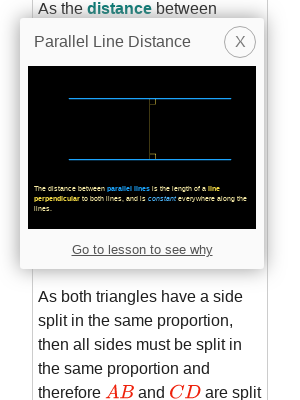 As the distance between
Parallel Line Distance
X
The distance between parallel lines is the length of a line
perpendicular to both lines, and is constant everywhere along the
lines.
Go to lesson to see why
As both triangles have a side
split in the same proportion,
then all sides must be split in
the same proportion and
therefore AB and CD are split